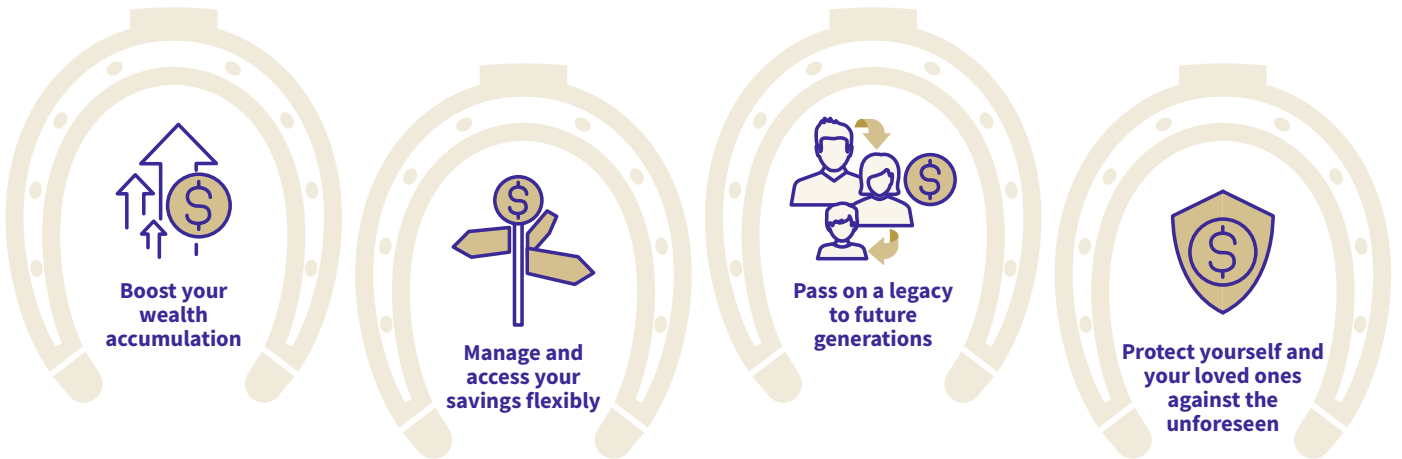 Boost your
wealth
accumulation
Manage and
access your
savings flexibly
Pass on a legacy
to future
generations
Protect yourself and
your loved ones
against the
unforeseen